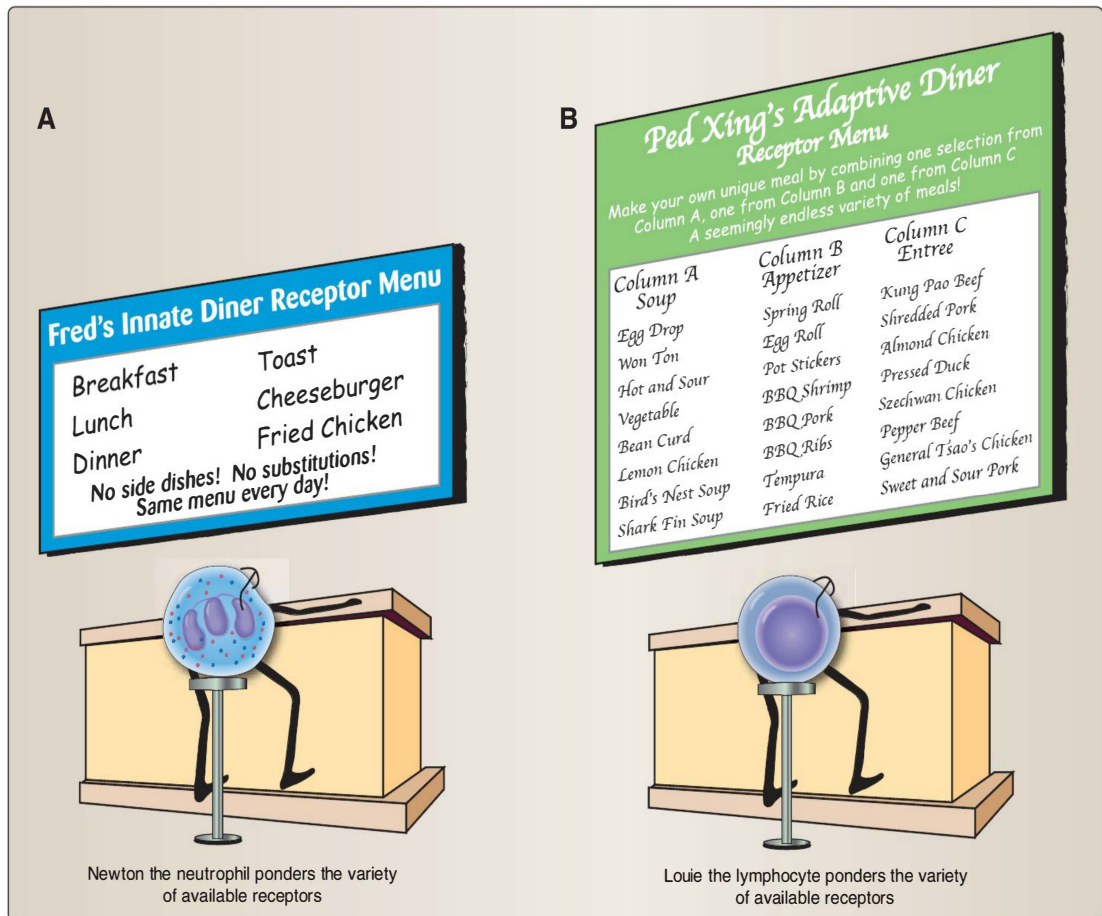 A
Fred's Innate Diner Receptor Menu
Breakfast Toast
Lunch Cheeseburger
Dinner Fried Chicken
No side dishes! No substitutions!
Same menu every day!
Newton the neutrophil ponders the variety
of available receptors
B
Ped Xing's Adaptive Diner
Receptor Menu
Make your own unique meal by combining one selection from
Column A, one from Column B and one from Column C
A seemingly endless variety of meals!
Column A
Soup
Egg Drop
Won Ton
Hot and Sour
Vegetable
Bean Curd
Lemon Chicken
Bird's Nest Soup
Shark Fin Soup
Column B
Appetizer
Spring Roll
Egg Roll
Pot Stickers
BBQ Shrimp
BBQ Pork
BBQ Ribs
Tempura
Fried Rice
Column C
Entree
Kung Pao Beef
Shredded Pork
Almond Chicken
Pressed Duck
Szechwan Chicken
Pepper Beef
General Tsao's Chicken
Sweet and Sour Pork
Louie the lymphocyte ponders the variety
of available receptors